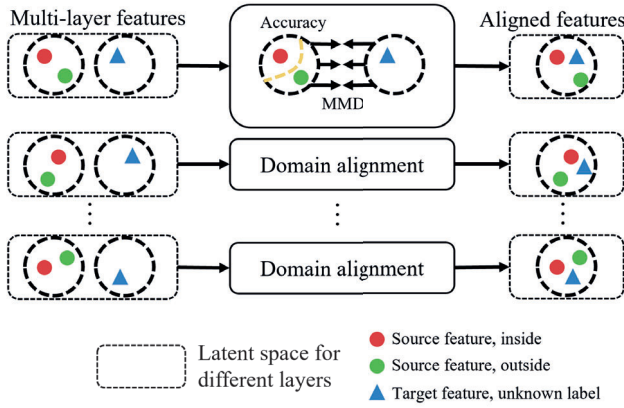 Multi-layer features
Accuracy
Aligned features
MMD
Domain alignment
Domain alignment
Latent space for
different layers
Source feature, inside
Source feature, outside
Target feature, unknown label